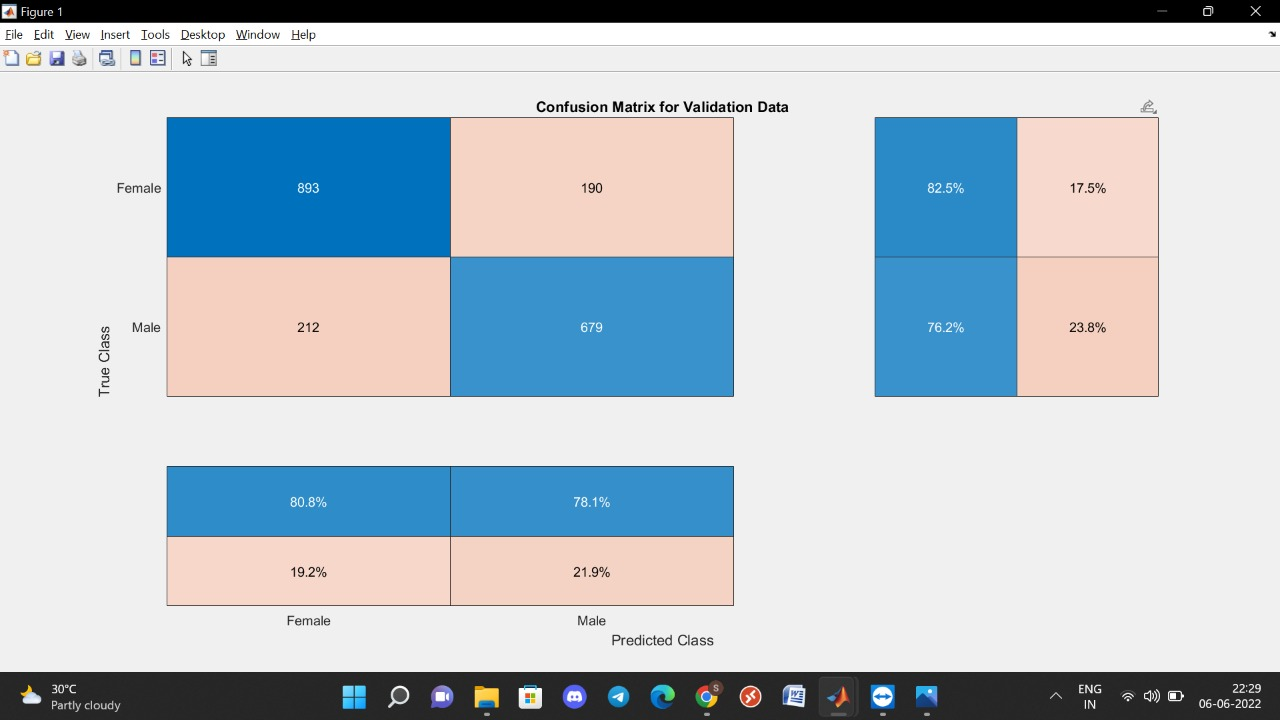 Figure 1
File Edit View Insert Tools Desktop Window Help
Confusion Matrix for Validation Data
Female 893 190 82.5% 17.5%
Male 212 679 76.2% 23.8%
True Class
80.8% 78.1%
19.2% 21.9%
Female Male
Predicted Class
30°C
Partly cloudy
S
ENG
IN
22:29
06-06-2022